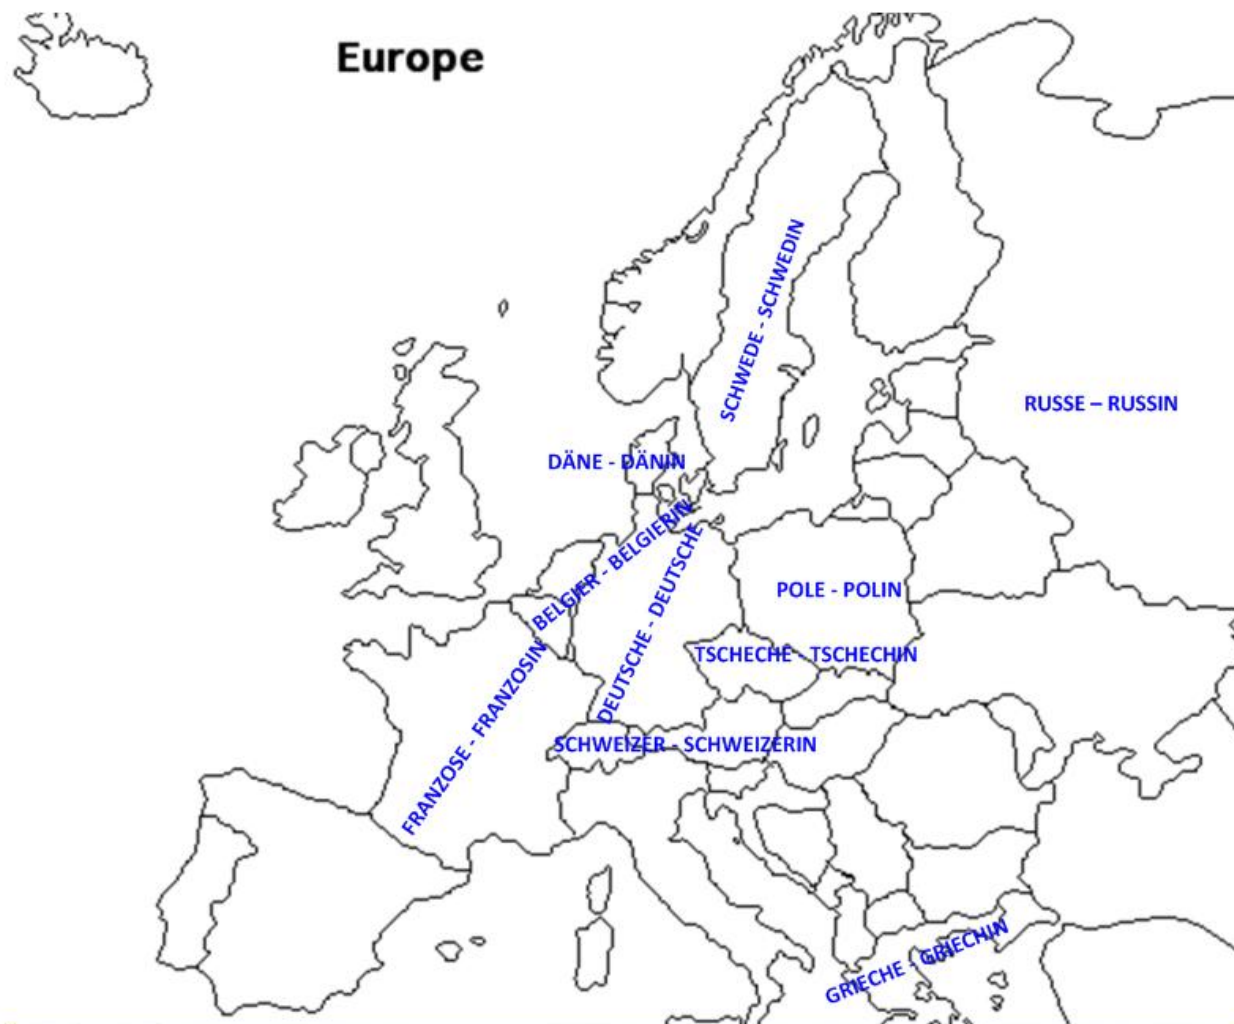 Europe
SCHWEDE - SCHWEDIN
RUSSE – RUSSIN
DÄNE - DÄNIN
BELGIER - BELGIERIN
DEUTSCHE - DEUTSCHE
POLE - POLIN
TSCHECHE - TSCHECHIN
FRANZOSE - FRANZOSIN
SCHWEIZER - SCHWEIZERIN
GRIECHE - GRIECHIN